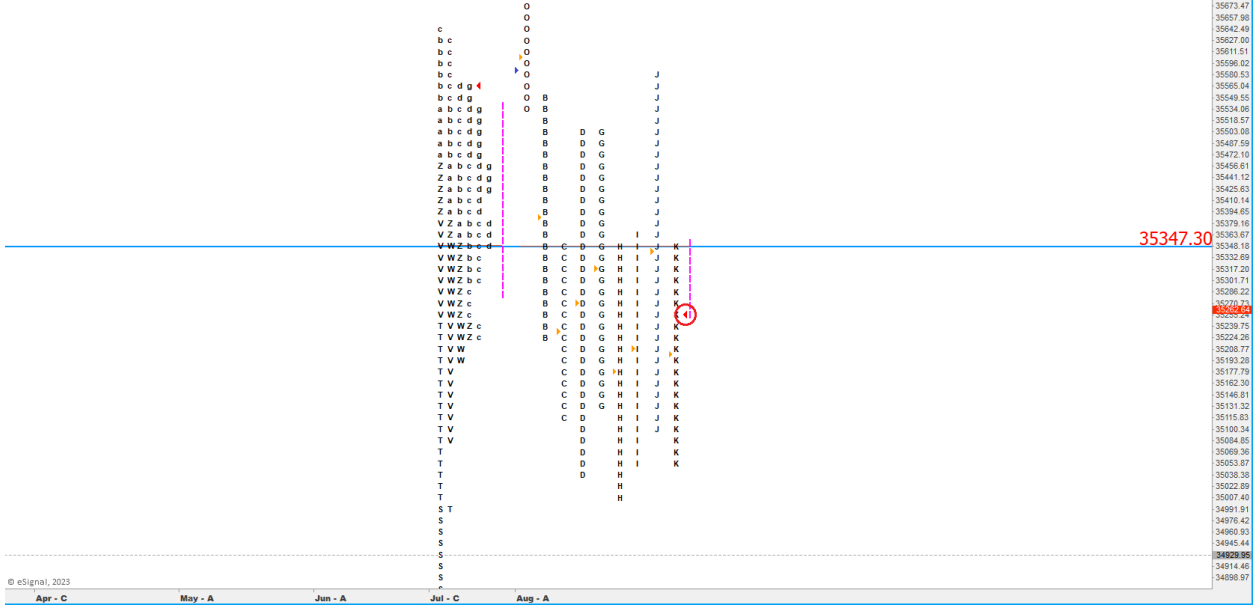 O 35673.47
O 35657.98
c O 35642.49
b c O 35627.00
b c O 35611.51
b c O 35596.02
b c O J 35580.53
b c d g O J 35565.04
b c d g O B J 35549.55
a b c d g O B J 35534.06
a b c d g B J 35518.57
a b c d g B D G J 35503.08
a b c d g B D G J 35487.59
a b c d g B D G J 35472.10
Z a b c d g B D G J 35456.61
Z a b c d g B D G J 35441.12
Z a b c d g B D G J 35425.63
Z a b c d B D G J 35410.14
Z a b c d B D G J 35394.65
V Z a b c d B D G J 35379.16
V Z a b c d B D G I J 35363.67
35347.30
V W Z b c d B C D G H I J K 35348.18
V W Z b c B C D G H I J K 35332.69
V W Z b c B C D G H I J K 35317.20
V W Z b c B C D G H I J K 35301.71
V W Z c B C D G H I J K 35286.22
V W Z c B C D G H I J K 35270.73
35262.64
V W Z c B C D G H I J K
T V W Z c B C D G H I J K 35239.75
T V W Z c B C D G H I J K 35224.26
T V W C D G H I J K 35208.77
T V W C D G H I J K 35193.28
T V C D G H I J K 35177.79
T V C D G H I J K 35162.30
T V C D G H I J K 35146.81
T V C D G H I J K 35131.32
T V C D H I J K 35115.83
T V D H I J K 35100.34
T V D H I K 35084.85
T D H I K 35069.36
T D H I K 35053.87
T D H 35038.38
T H 35022.89
T H 35007.40
S T 34991.91
S 34976.42
S 34960.93
S 34945.44
S 34929.95
S 34914.46
S 34898.97
© eSignal, 2023
Apr - C May - A Jun - A Jul - C Aug - A